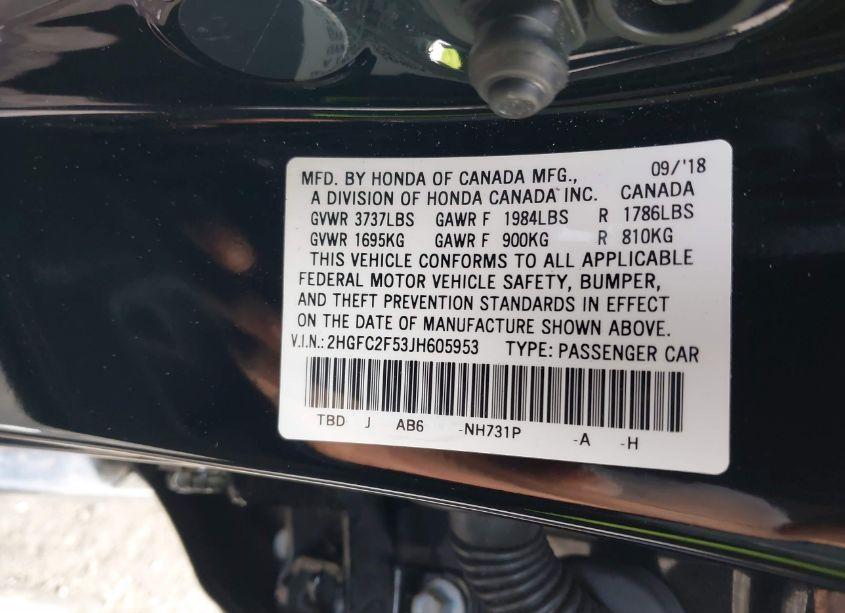 MFD. BY HONDA OF CANADA MFG., 09/'18
A DIVISION OF HONDA CANADA INC. CANADA
GVWR 3737LBS GAWR F 1984LBS R 1786LBS
GVWR 1695KG GAWR F 900KG R 810KG
THIS VEHICLE CONFORMS TO ALL APPLICABLE
FEDERAL MOTOR VEHICLE SAFETY, BUMPER,
AND THEFT PREVENTION STANDARDS IN EFFECT
ON THE DATE OF MANUFACTURE SHOWN ABOVE.
V.I.N.: 2HGFC2F53JH605953 TYPE: PASSENGER CAR
TBD J AB6 -NH731P -A -H